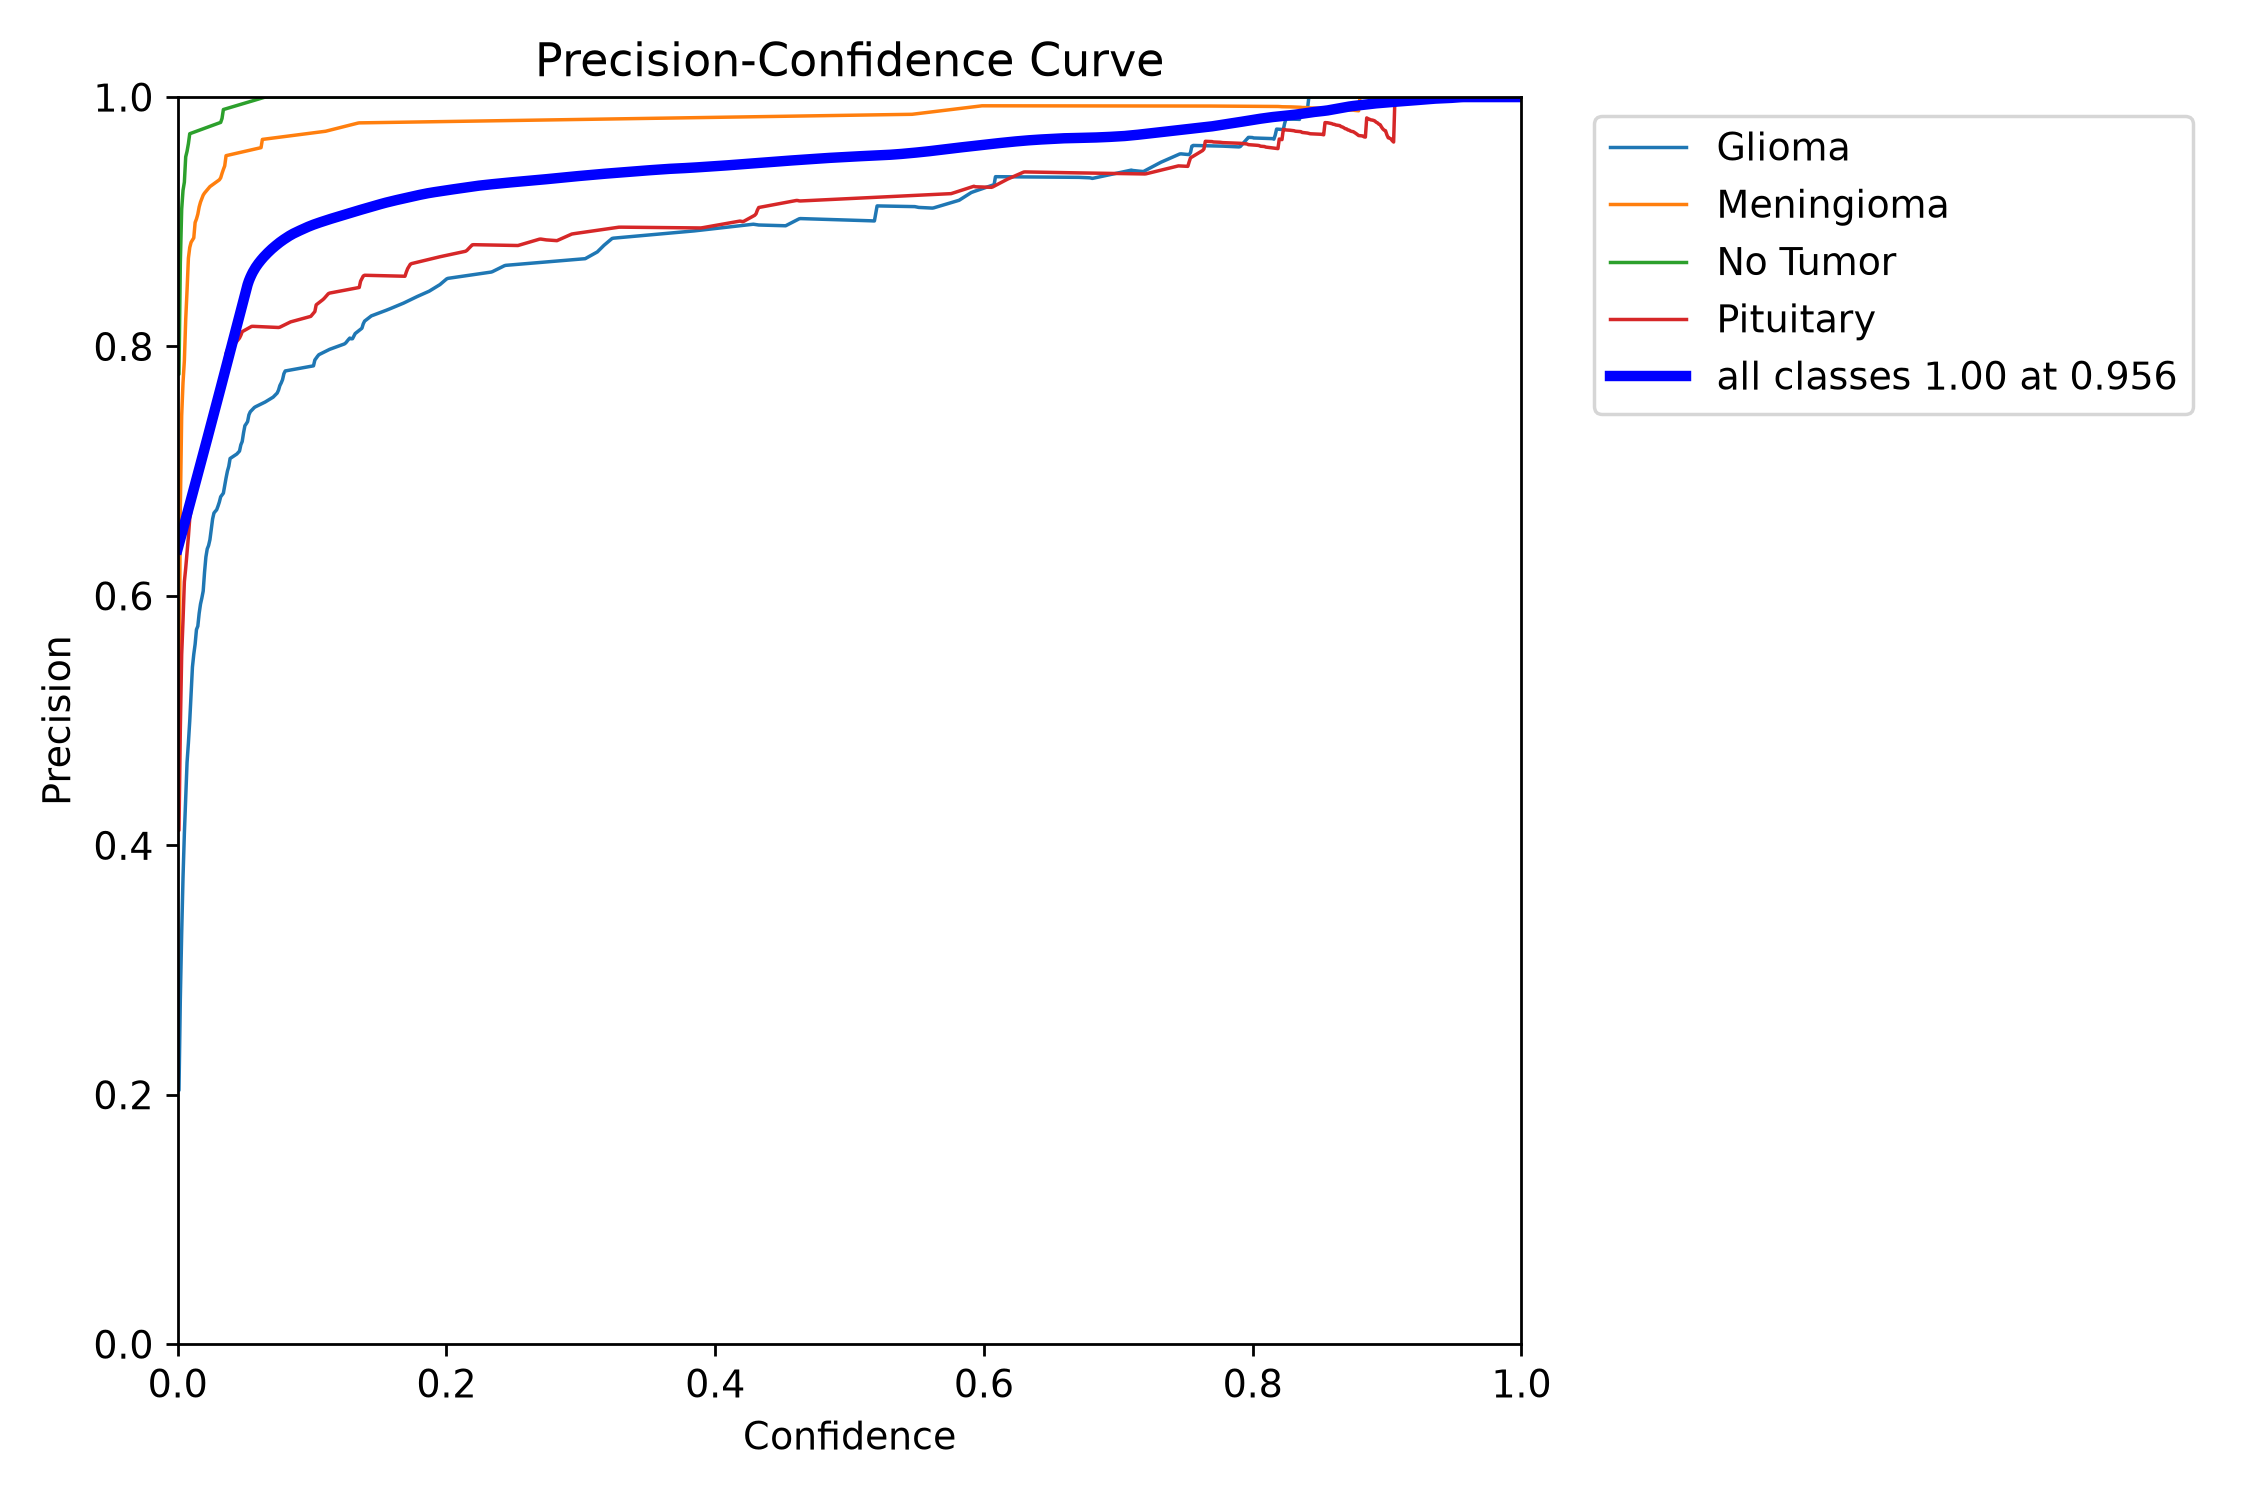 Precision-Confidence Curve
1.0
0.8
0.6
0.4
0.2
0.0
Precision
0.0 0.2 0.4 0.6 0.8 1.0
Confidence
Glioma
Meningioma
No Tumor
Pituitary
all classes 1.00 at 0.956